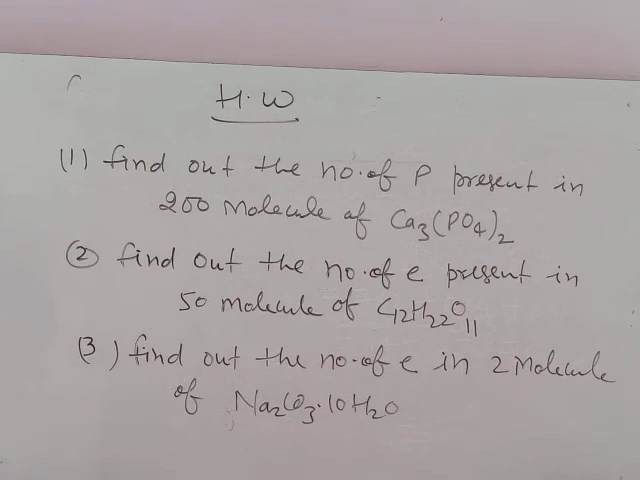 H.W
(1) find out the no. of P present in
200 Molecule of Ca₃(PO₄)₂
② find out the no. of e present in
50 molecule of C₁₂H₂₂O₁₁
(3) find out the no. of e in 2 Molecule
of Na₂CO₃.10H₂O